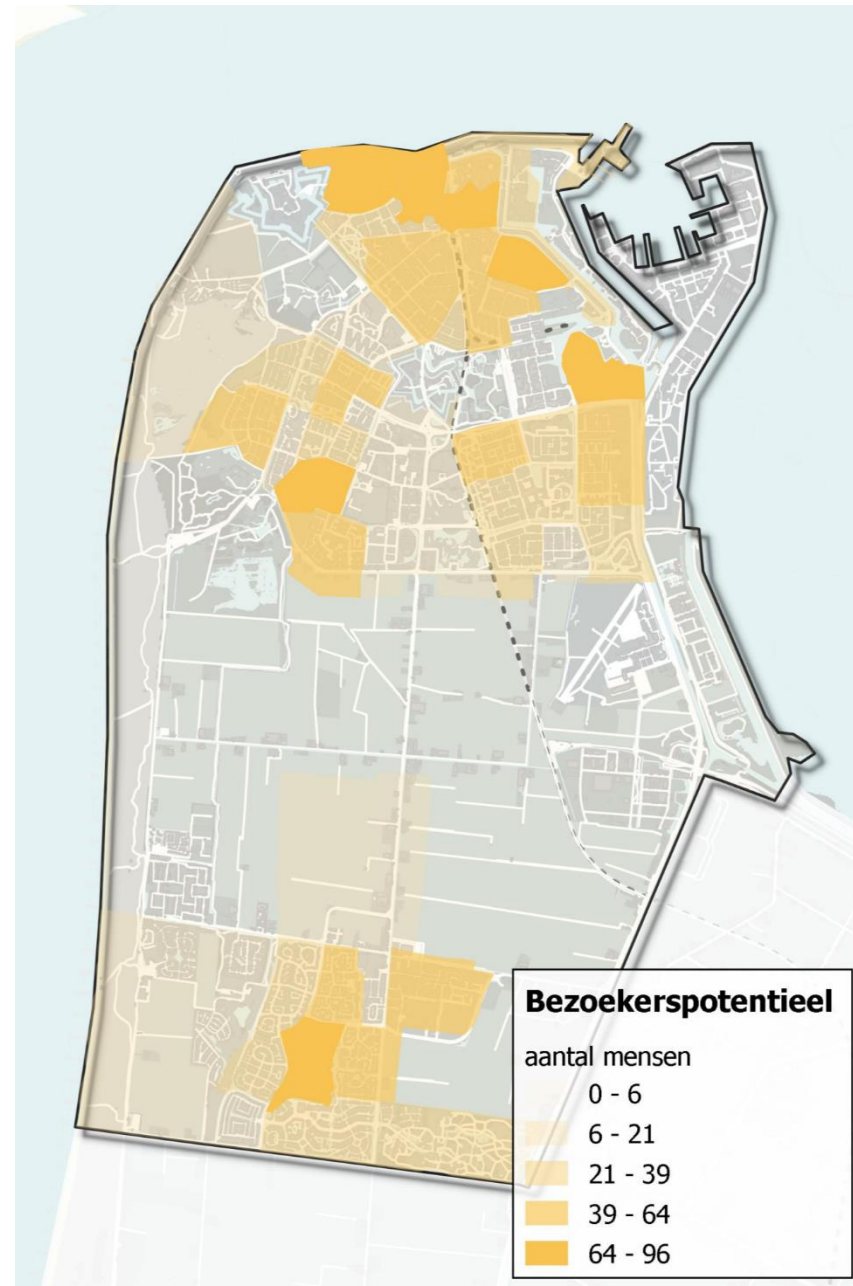 Bezoekerspotentieel
aantal mensen
0 - 6
6 - 21
21 - 39
39 - 64
64 - 96